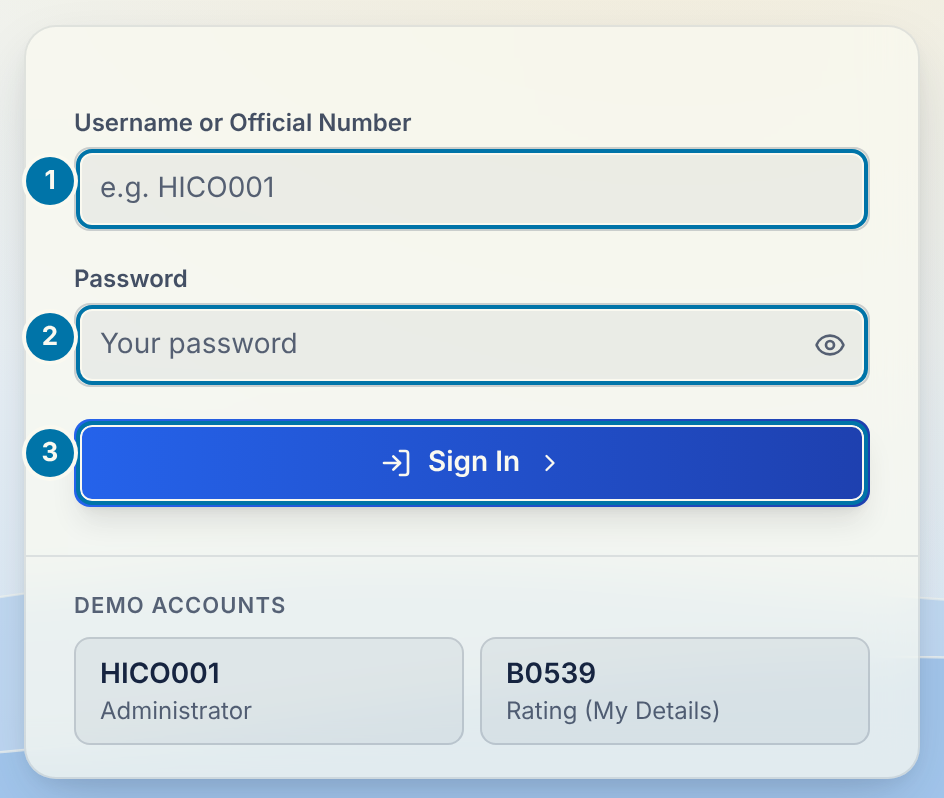 Username or Official Number
1
e.g. HICO001
Password
2
Your password
3
Sign In
DEMO ACCOUNTS
HICO001
Administrator
B0539
Rating (My Details)